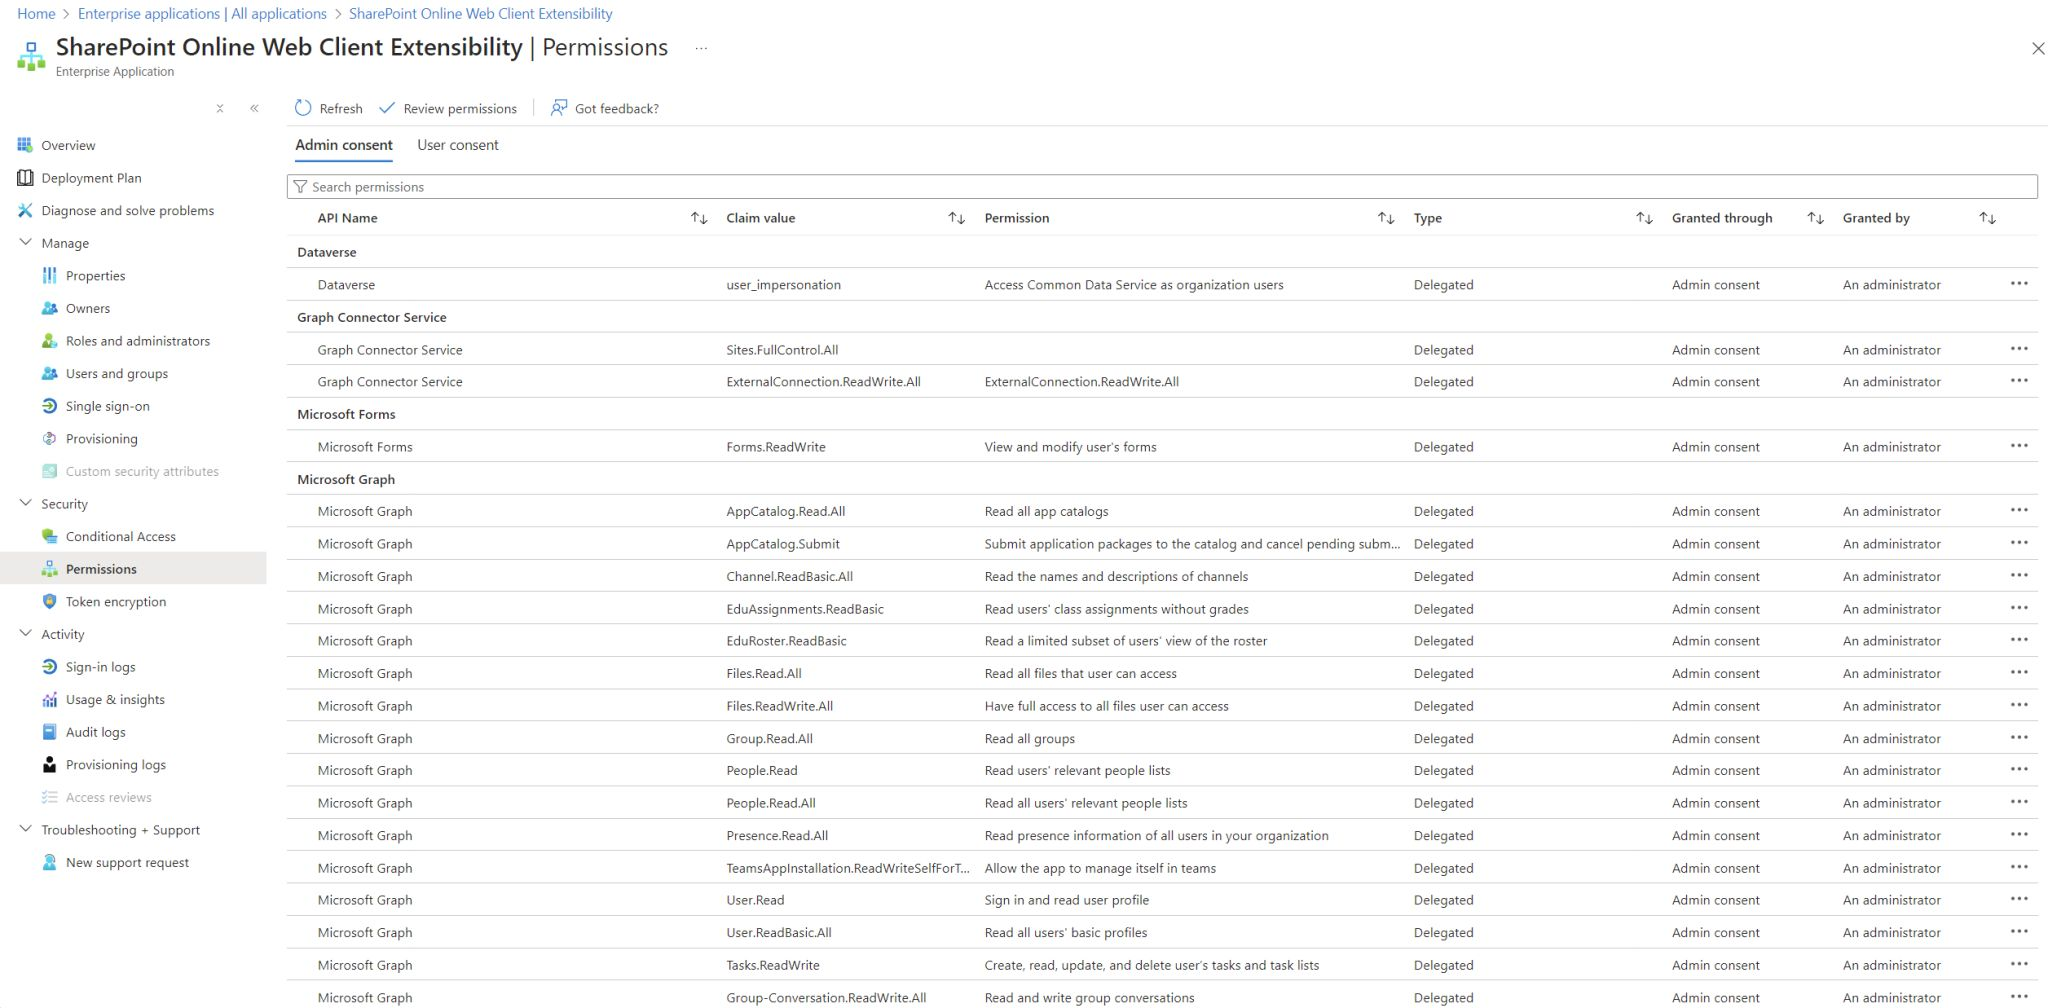 Home > Enterprise applications | All applications > SharePoint Online Web Client Extensibility
SharePoint Online Web Client Extensibility | Permissions ...
Enterprise Application
Refresh Review permissions Got feedback?
Overview
Deployment Plan
Diagnose and solve problems
Manage
Properties
Owners
Roles and administrators
Users and groups
Single sign-on
Provisioning
Custom security attributes
Security
Conditional Access
Permissions
Token encryption
Activity
Sign-in logs
Usage & insights
Audit logs
Provisioning logs
Access reviews
Troubleshooting + Support
New support request
Admin consent User consent
Search permissions
API Name Claim value Permission Type Granted through Granted by
Dataverse
Dataverse user_impersonation Access Common Data Service as organization users Delegated Admin consent An administrator
Graph Connector Service
Graph Connector Service Sites.FullControl.All Delegated Admin consent An administrator
Graph Connector Service ExternalConnection.ReadWrite.All ExternalConnection.ReadWrite.All Delegated Admin consent An administrator
Microsoft Forms
Microsoft Forms Forms.ReadWrite View and modify user's forms Delegated Admin consent An administrator
Microsoft Graph
Microsoft Graph AppCatalog.Read.All Read all app catalogs Delegated Admin consent An administrator
Microsoft Graph AppCatalog.Submit Submit application packages to the catalog and cancel pending subm... Delegated Admin consent An administrator
Microsoft Graph Channel.ReadBasic.All Read the names and descriptions of channels Delegated Admin consent An administrator
Microsoft Graph EduAssignments.ReadBasic Read users' class assignments without grades Delegated Admin consent An administrator
Microsoft Graph EduRoster.ReadBasic Read a limited subset of users' view of the roster Delegated Admin consent An administrator
Microsoft Graph Files.Read.All Read all files that user can access Delegated Admin consent An administrator
Microsoft Graph Files.ReadWrite.All Have full access to all files user can access Delegated Admin consent An administrator
Microsoft Graph Group.Read.All Read all groups Delegated Admin consent An administrator
Microsoft Graph People.Read Read users' relevant people lists Delegated Admin consent An administrator
Microsoft Graph People.Read.All Read all users' relevant people lists Delegated Admin consent An administrator
Microsoft Graph Presence.Read.All Read presence information of all users in your organization Delegated Admin consent An administrator
Microsoft Graph TeamsAppInstallation.ReadWriteSelfForT... Allow the app to manage itself in teams Delegated Admin consent An administrator
Microsoft Graph User.Read Sign in and read user profile Delegated Admin consent An administrator
Microsoft Graph User.ReadBasic.All Read all users' basic profiles Delegated Admin consent An administrator
Microsoft Graph Tasks.ReadWrite Create, read, update, and delete user's tasks and task lists Delegated Admin consent An administrator
Microsoft Graph Group-Conversation.ReadWrite.All Read and write group conversations Delegated Admin consent An administrator